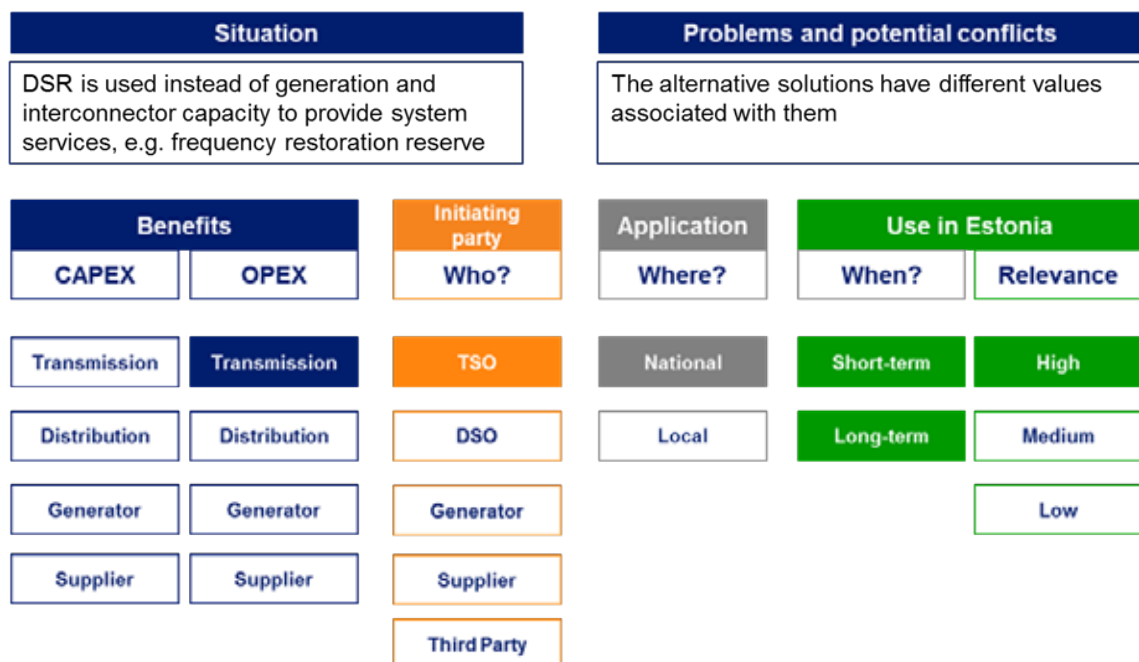 Situation
Problems and potential conflicts
DSR is used instead of generation and
interconnector capacity to provide system
services, e.g. frequency restoration reserve
The alternative solutions have different values
associated with them
Benefits
Initiating
party
Application
Use in Estonia
CAPEX
OPEX
Who?
Where?
When?
Relevance
Transmission
Transmission
TSO
National
Short-term
High
Distribution
Distribution
DSO
Local
Long-term
Medium
Generator
Generator
Generator
Low
Supplier
Supplier
Supplier
Third Party